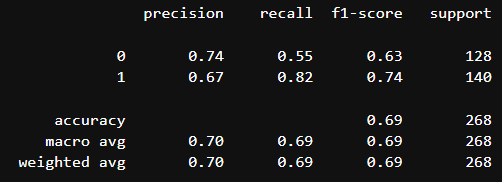 precision recall f1-score support
0 0.74 0.55 0.63 128
1 0.67 0.82 0.74 140
accuracy 0.69 268
macro avg 0.70 0.69 0.69 268
weighted avg 0.70 0.69 0.69 268